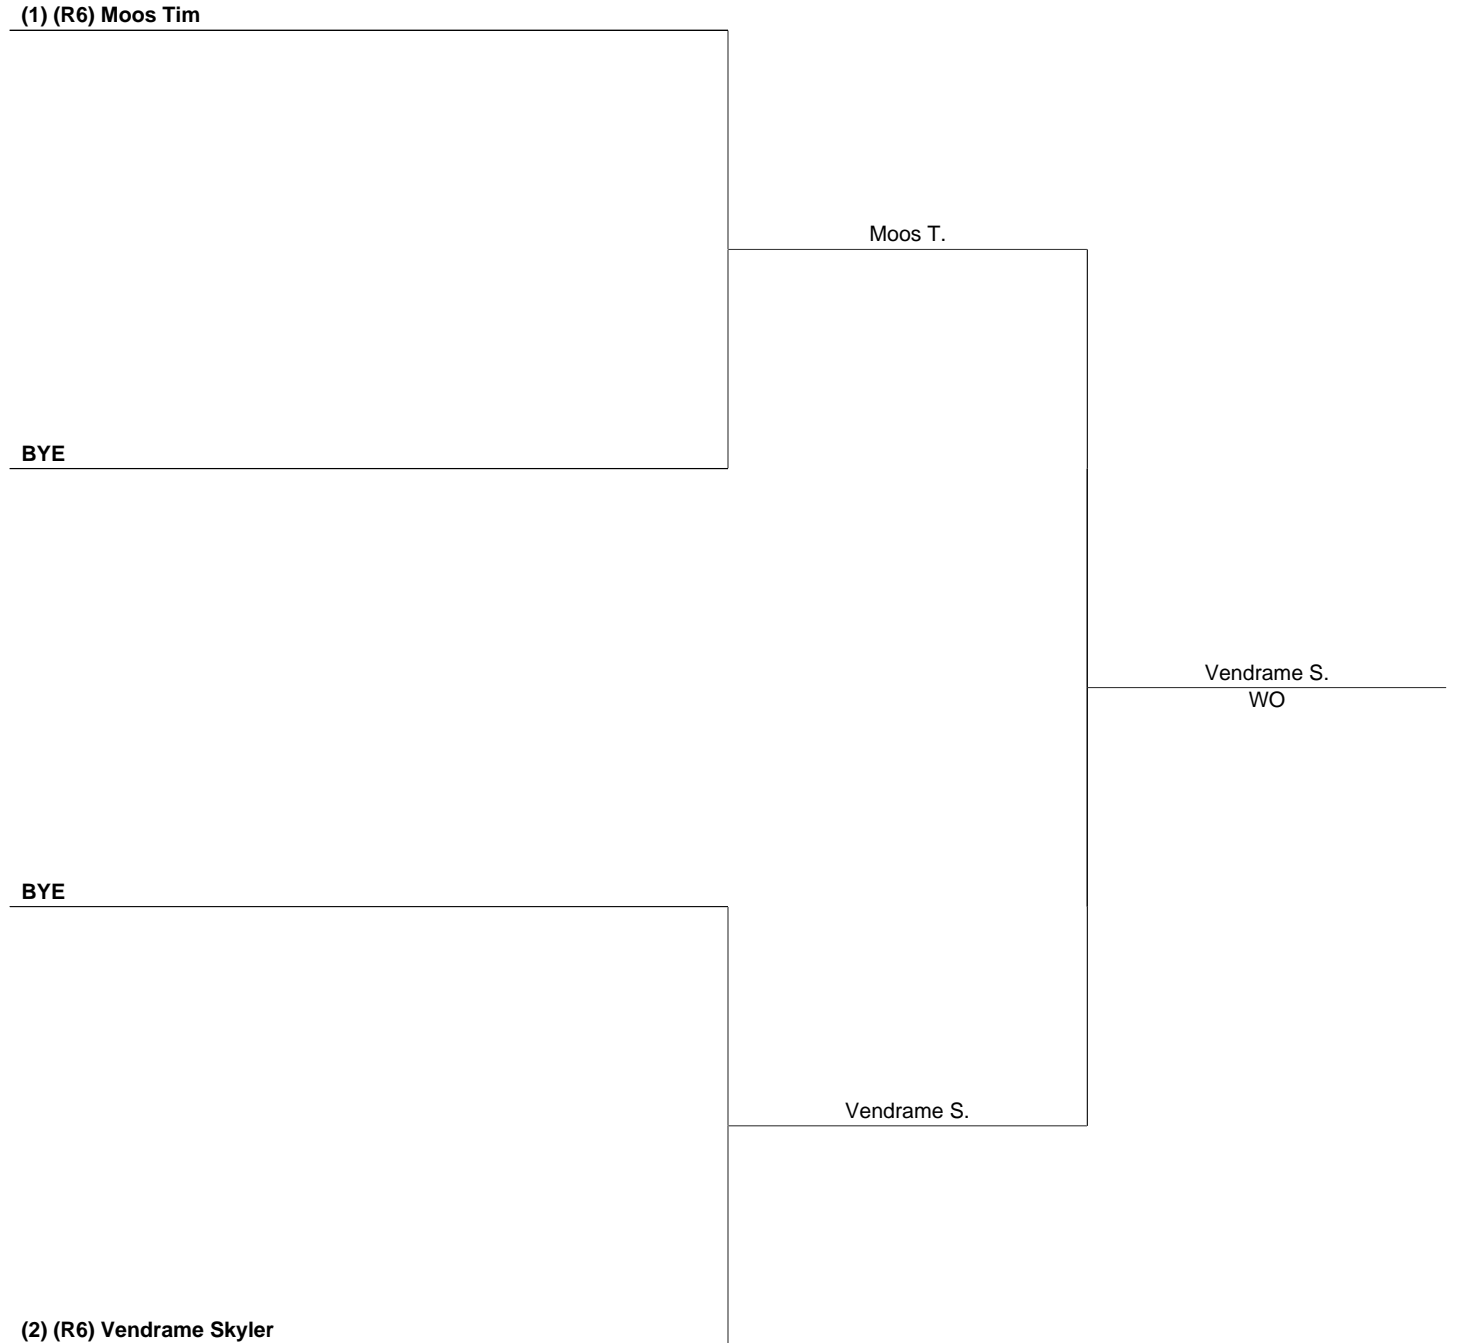 (1) (R6) Moos Tim
Moos T.
BYE
Vendrame S.
WO
BYE
Vendrame S.
(2) (R6) Vendrame Skyler